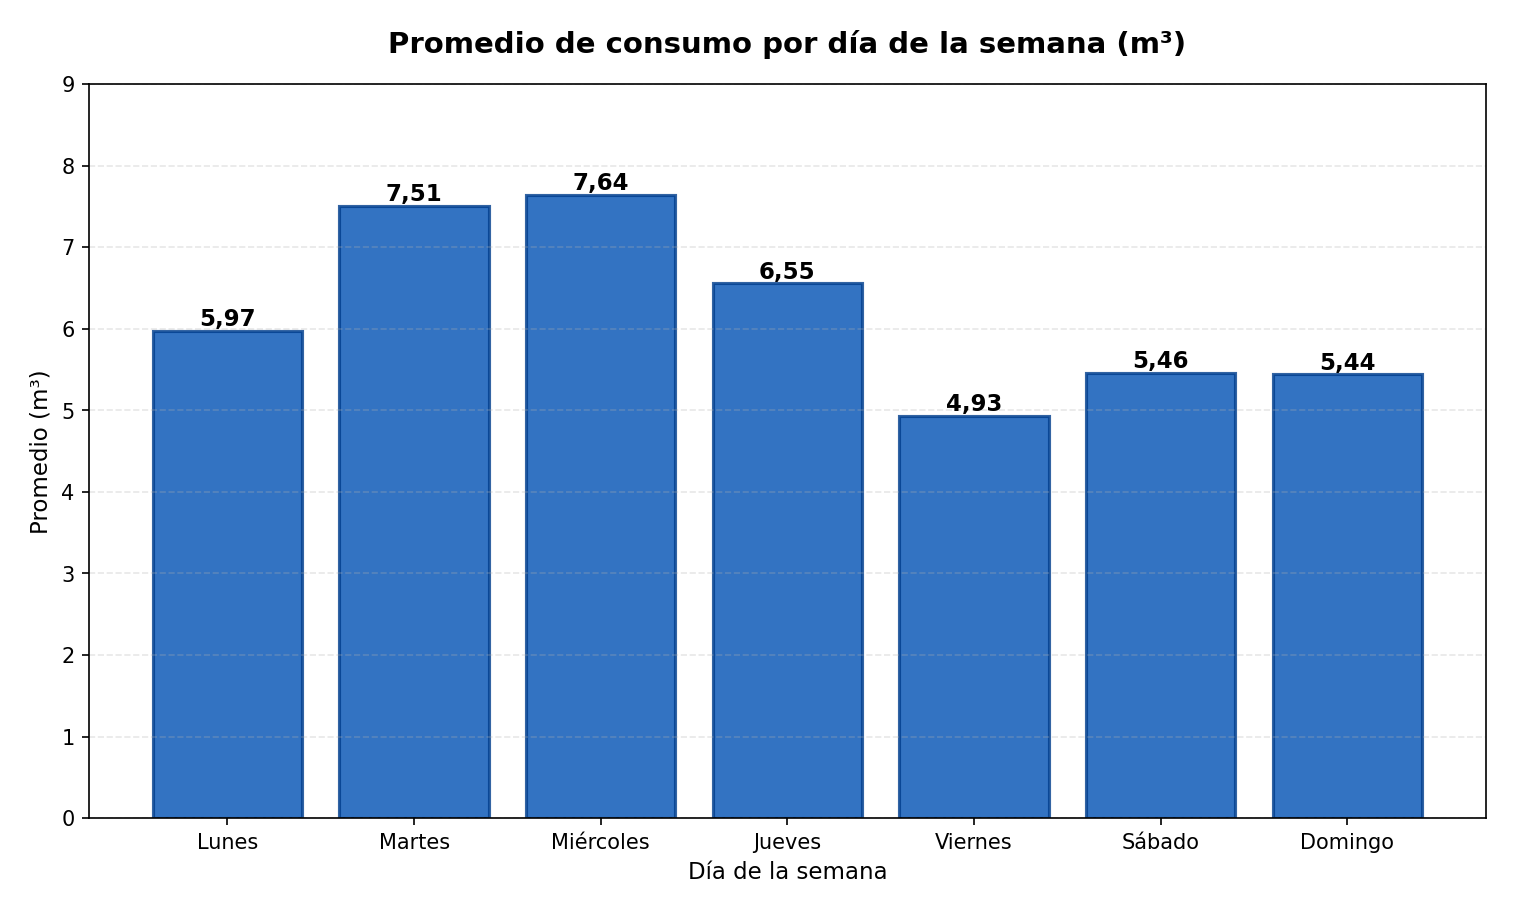 Promedio de consumo por día de la semana (m³)
Promedio (m³)
9
8
7
6
5
4
3
2
1
0
5,97
7,51
7,64
6,55
4,93
5,46
5,44
Lunes
Martes
Miércoles
Jueves
Viernes
Sábado
Domingo
Día de la semana